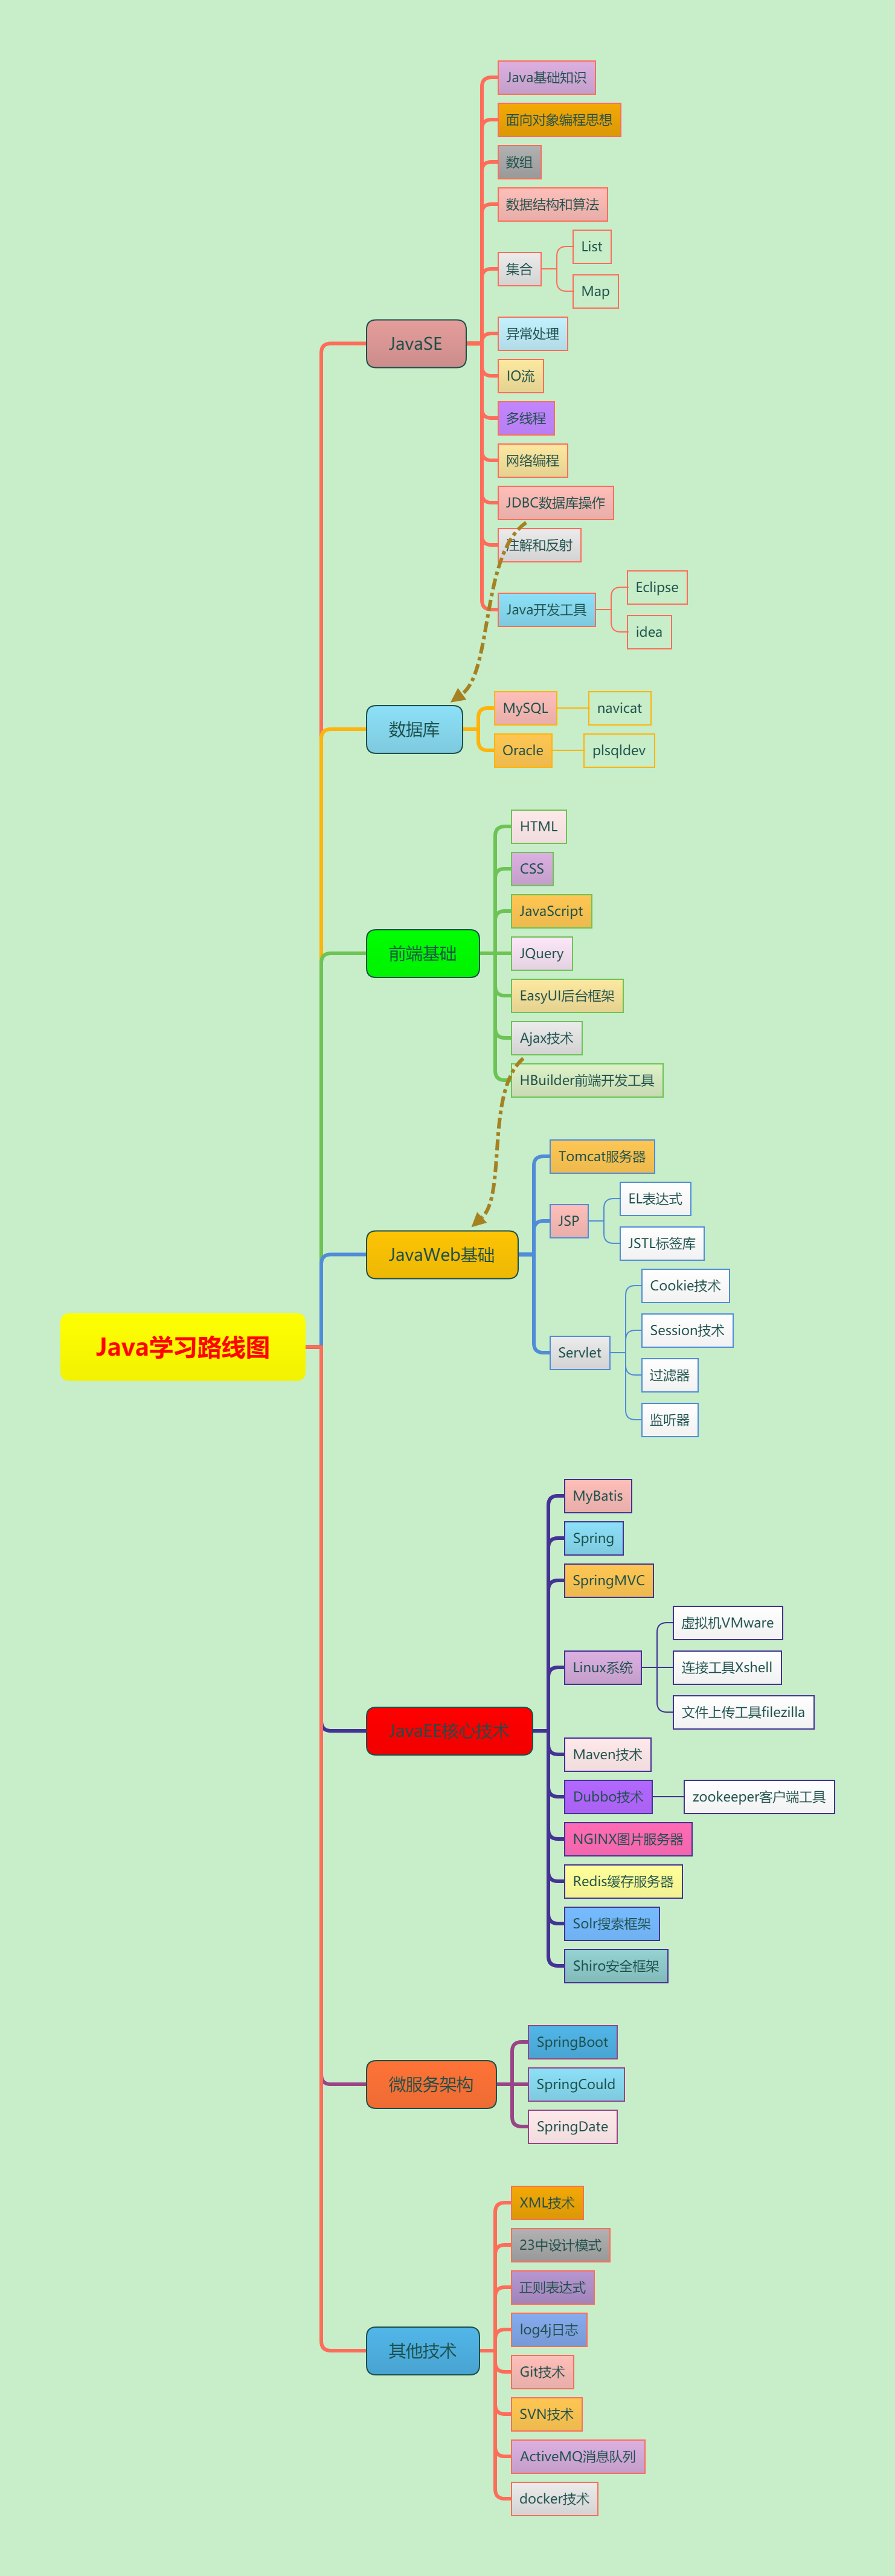 Java学习路线图
JavaSE
Java基础知识
面向对象编程思想
数组
数据结构和算法
集合
List
Map
异常处理
IO流
多线程
网络编程
JDBC数据库操作
注解和反射
Java开发工具
Eclipse
idea
数据库
MySQL
navicat
Oracle
plsqldev
前端基础
HTML
CSS
JavaScript
JQuery
EasyUI后台框架
Ajax技术
HBuilder前端开发工具
JavaWeb基础
Tomcat服务器
JSP
EL表达式
JSTL标签库
Servlet
Cookie技术
Session技术
过滤器
监听器
JavaEE核心技术
MyBatis
Spring
SpringMVC
Linux系统
虚拟机VMware
连接工具Xshell
文件上传工具filezilla
Maven技术
Dubbo技术
zookeeper客户端工具
NGINX图片服务器
Redis缓存服务器
Solr搜索框架
Shiro安全框架
微服务架构
SpringBoot
SpringCould
SpringDate
其他技术
XML技术
23中设计模式
正则表达式
log4j日志
Git技术
SVN技术
ActiveMQ消息队列
docker技术